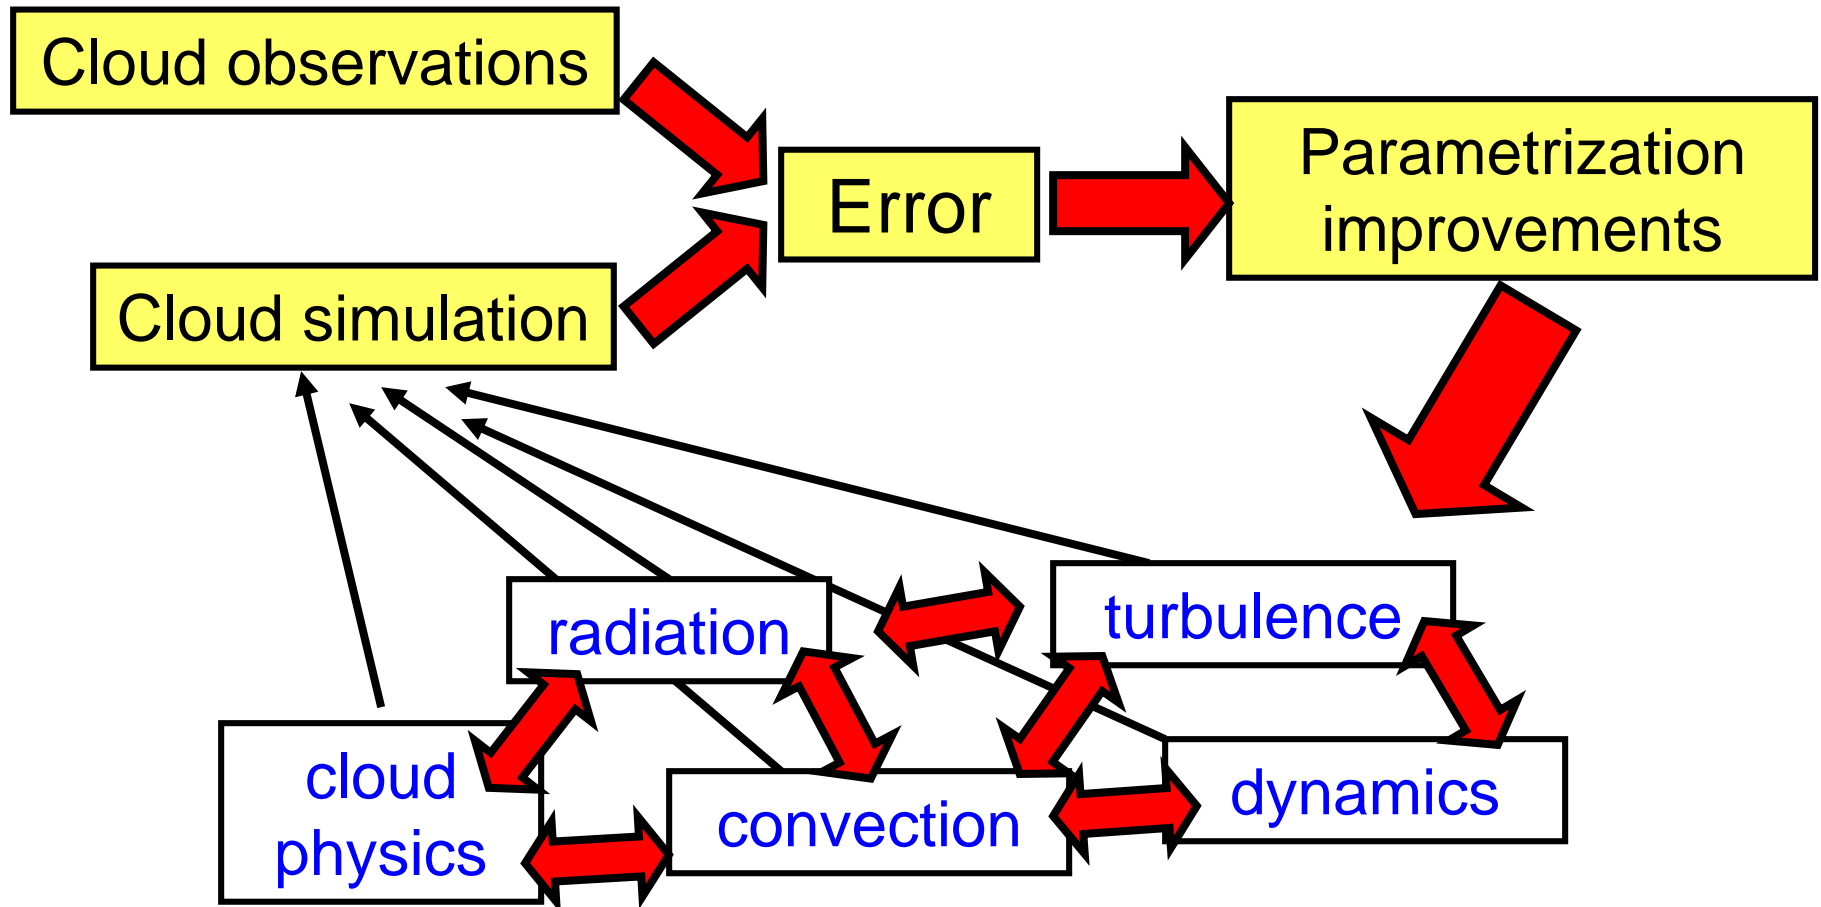 Cloud observations
Error
Parametrization
improvements
Cloud simulation
radiation
turbulence
cloud
physics
convection
dynamics